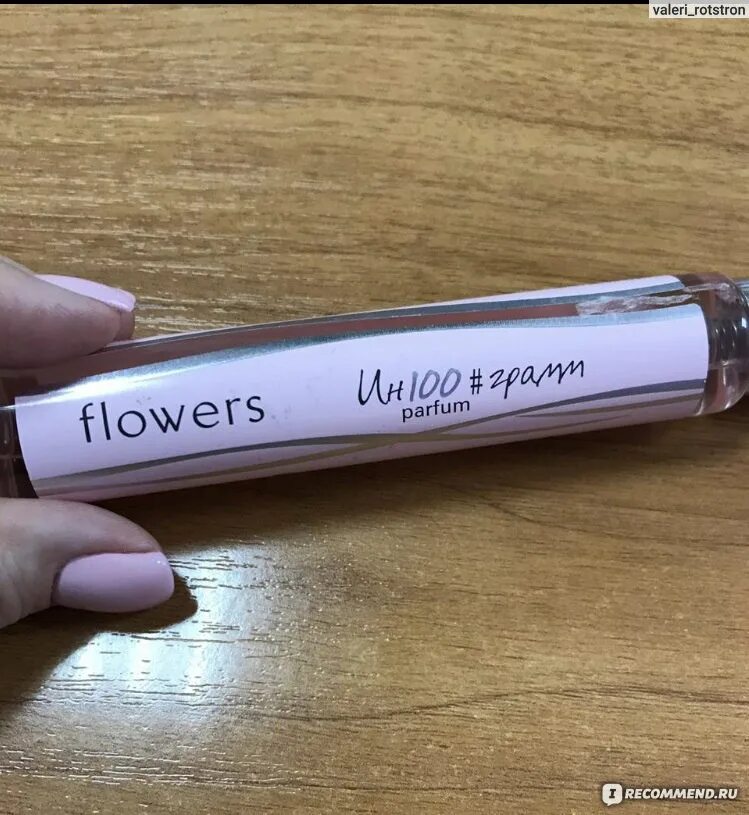 valeri_rotstron
flowers
Ин100 #грамм
parfum
I RECOMMEND.RU